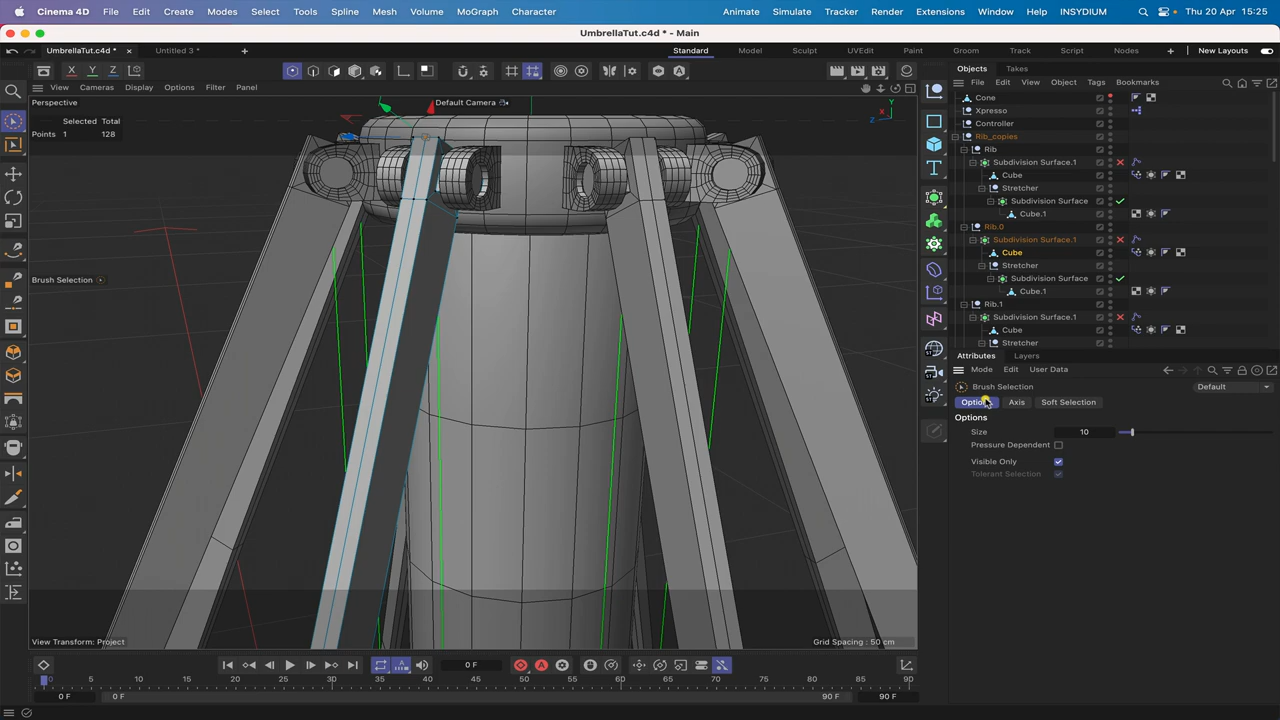 Cinema 4D File Edit Create Modes Select Tools Spline Mesh Volume MoGraph Character Animate Simulate Tracker Render Extensions Window Help INSYDIUM Thu 20 Apr 15:25
UmbrellaTut.c4d * - Main
UmbrellaTut.c4d * Untitled 3 * Standard Model Sculpt UVEdit Paint Groom Track Script Nodes New Layouts
Objects Takes
View Cameras Display Options Filter Panel
File Edit View Object Tags Bookmarks
Perspective Default Camera
Selected Total
Points 1 128
Y
X
Z
Brush Selection
Cone
Xpresso
Controller
Rib_copies
Rib
Subdivision Surface.1
Cube
Stretcher
Subdivision Surface
Cube.1
Rib.0
Subdivision Surface.1
Cube
Stretcher
Subdivision Surface
Cube.1
Rib.1
Subdivision Surface.1
Cube
Stretcher
Attributes Layers
Mode Edit User Data
Brush Selection Default
Options Axis Soft Selection
Options
Size 10
Pressure Dependent
Visible Only
Tolerant Selection
View Transform: Project Grid Spacing : 50 cm
0 F
0 5 10 15 20 25 30 35 40 45 50 55 60 65 70 75 80 85 90
0 F 0 F 90 F 90 F